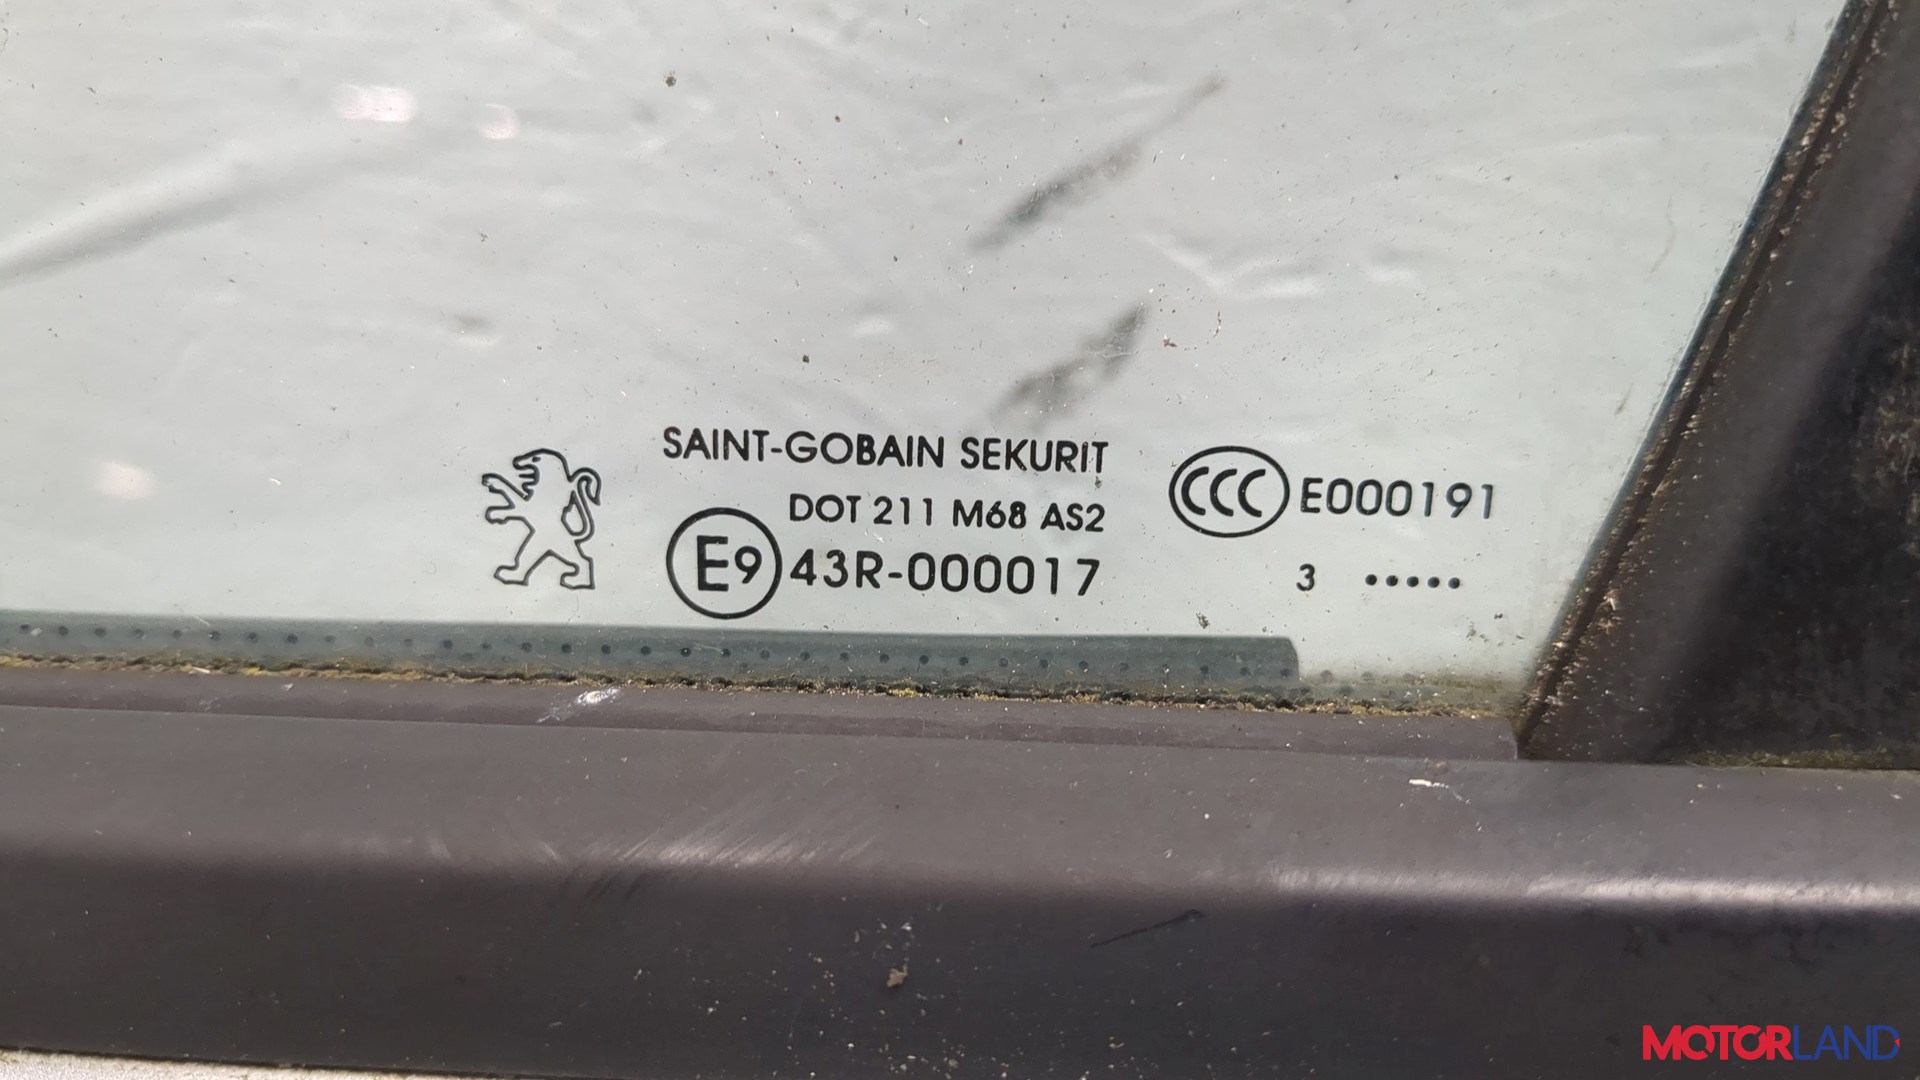 SAINT-GOBAIN SEKURIT
DOT 211 M68 AS2
E9 43R-000017
CCC E000191
3 •••••
MOTORLAND